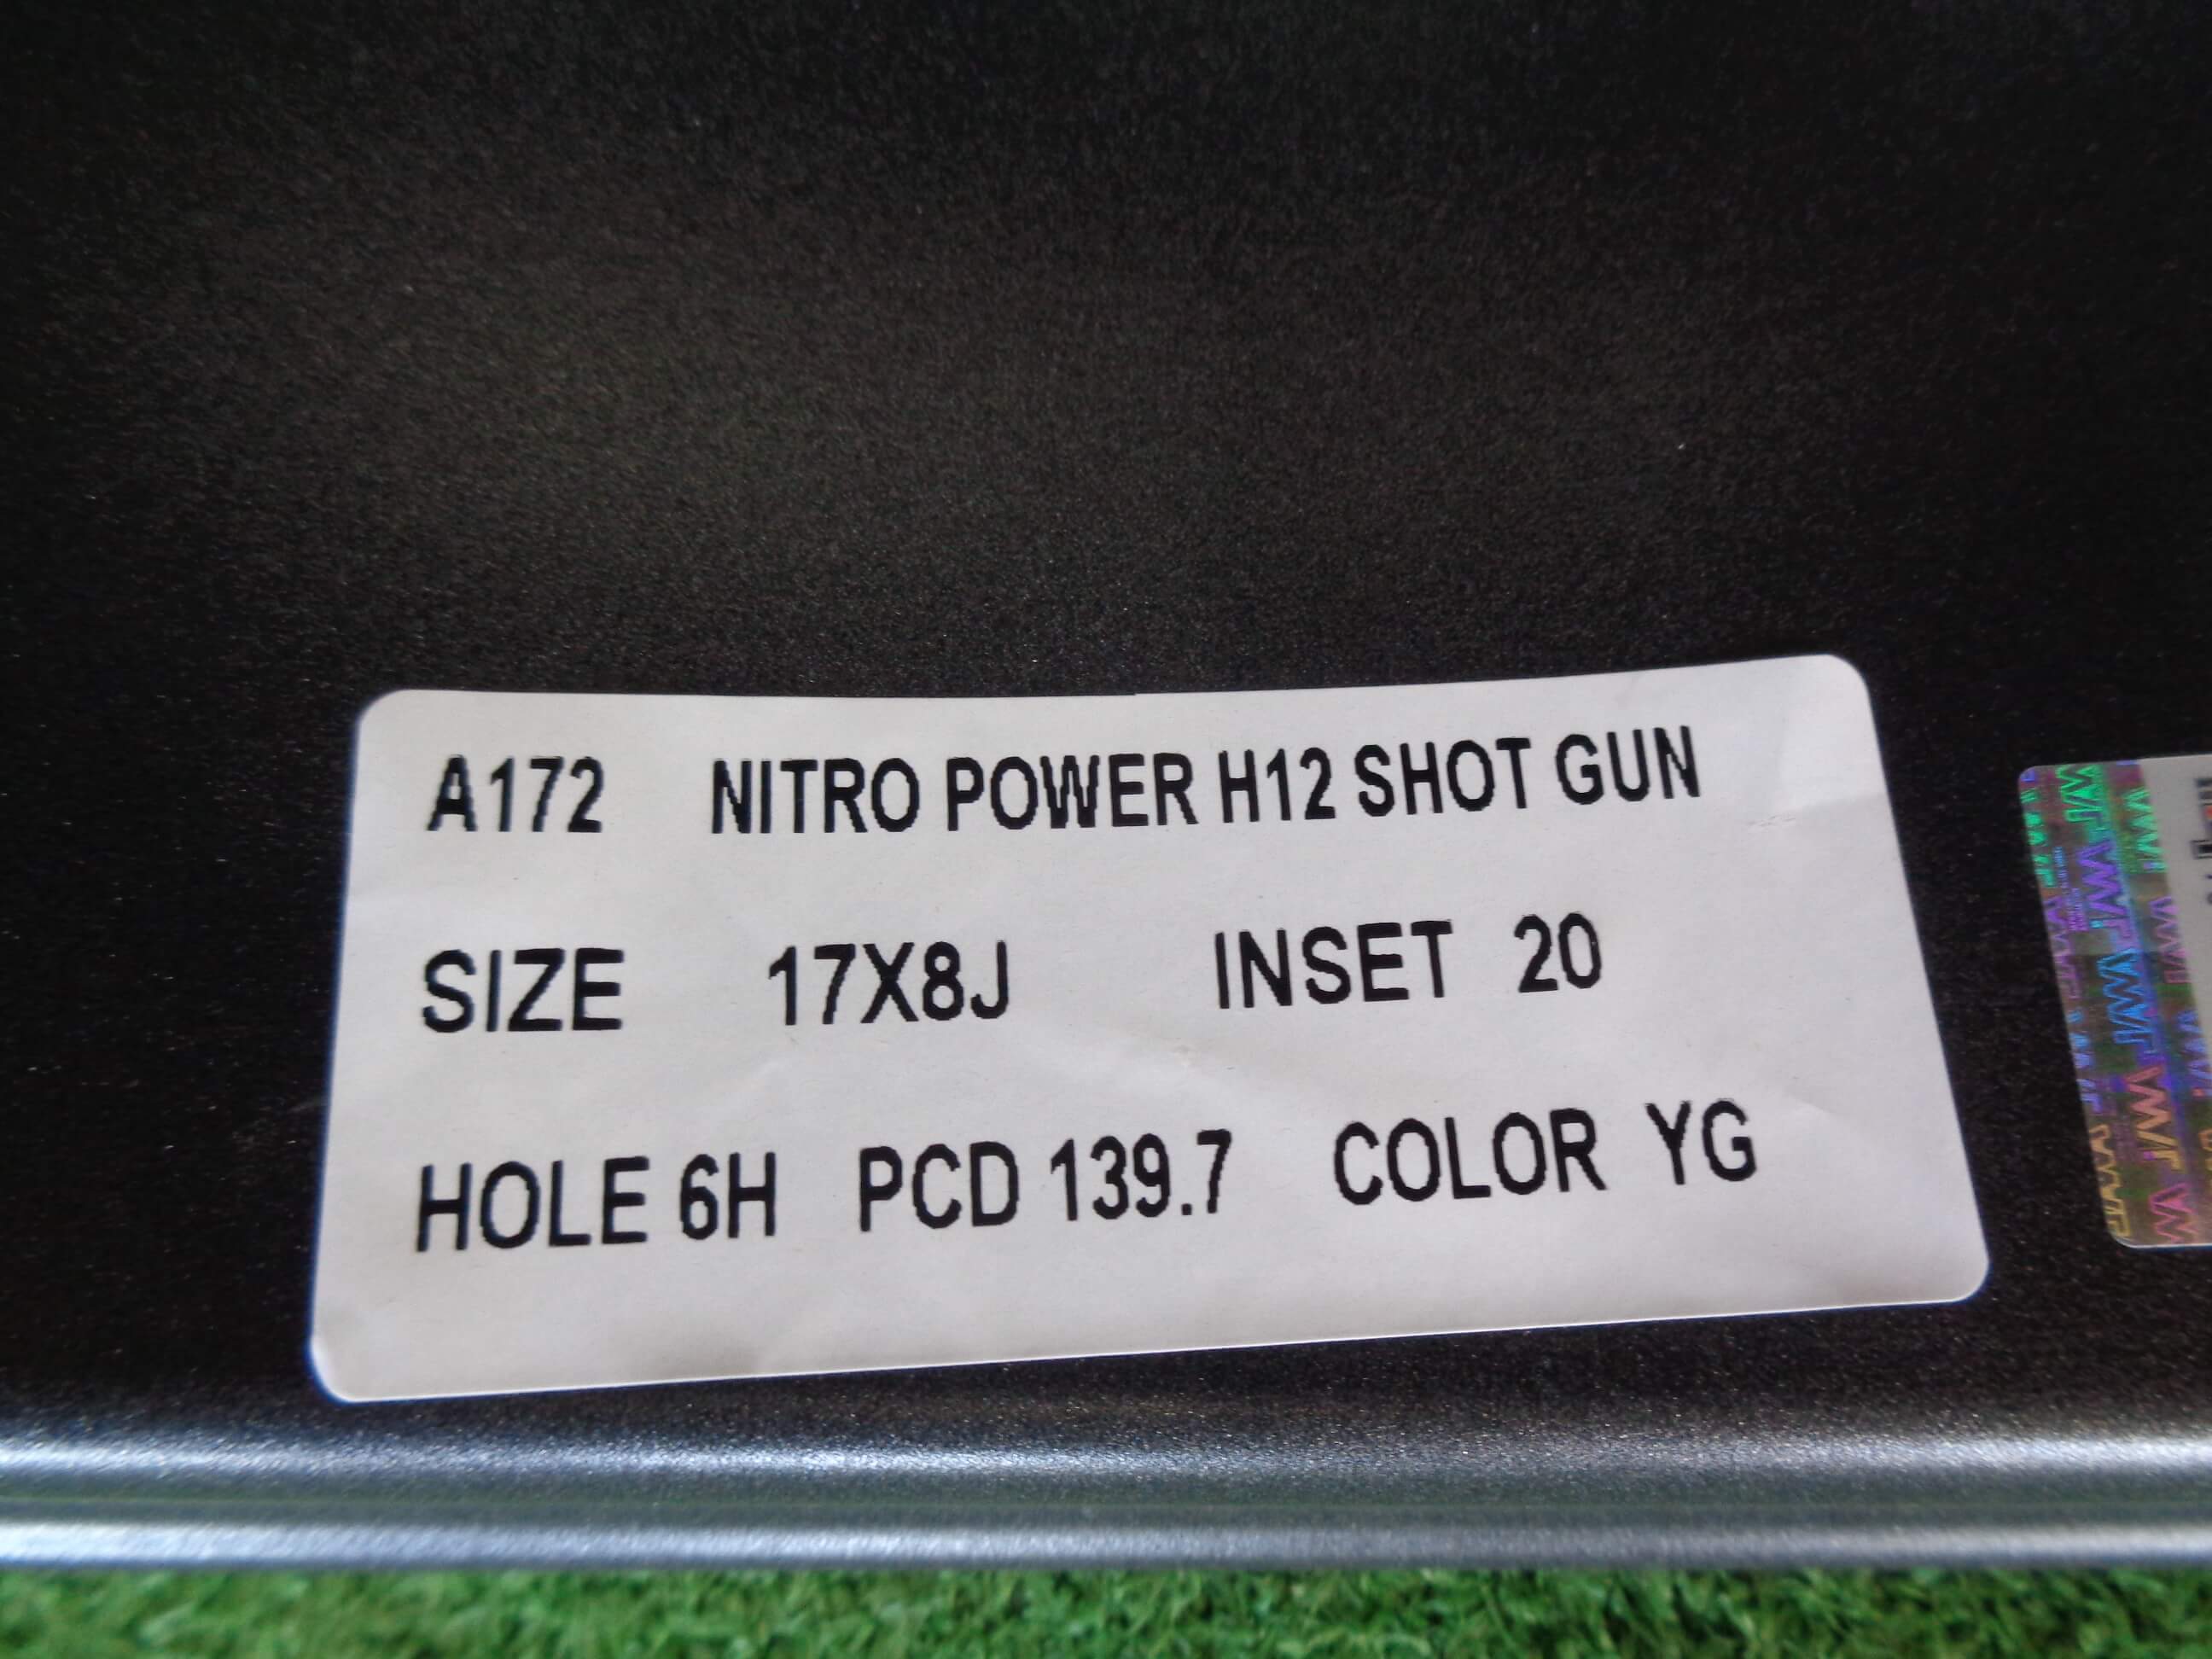 A172 NITRO POWER H12 SHOT GUN
SIZE 17X8J INSET 20
HOLE 6H PCD 139.7 COLOR YG